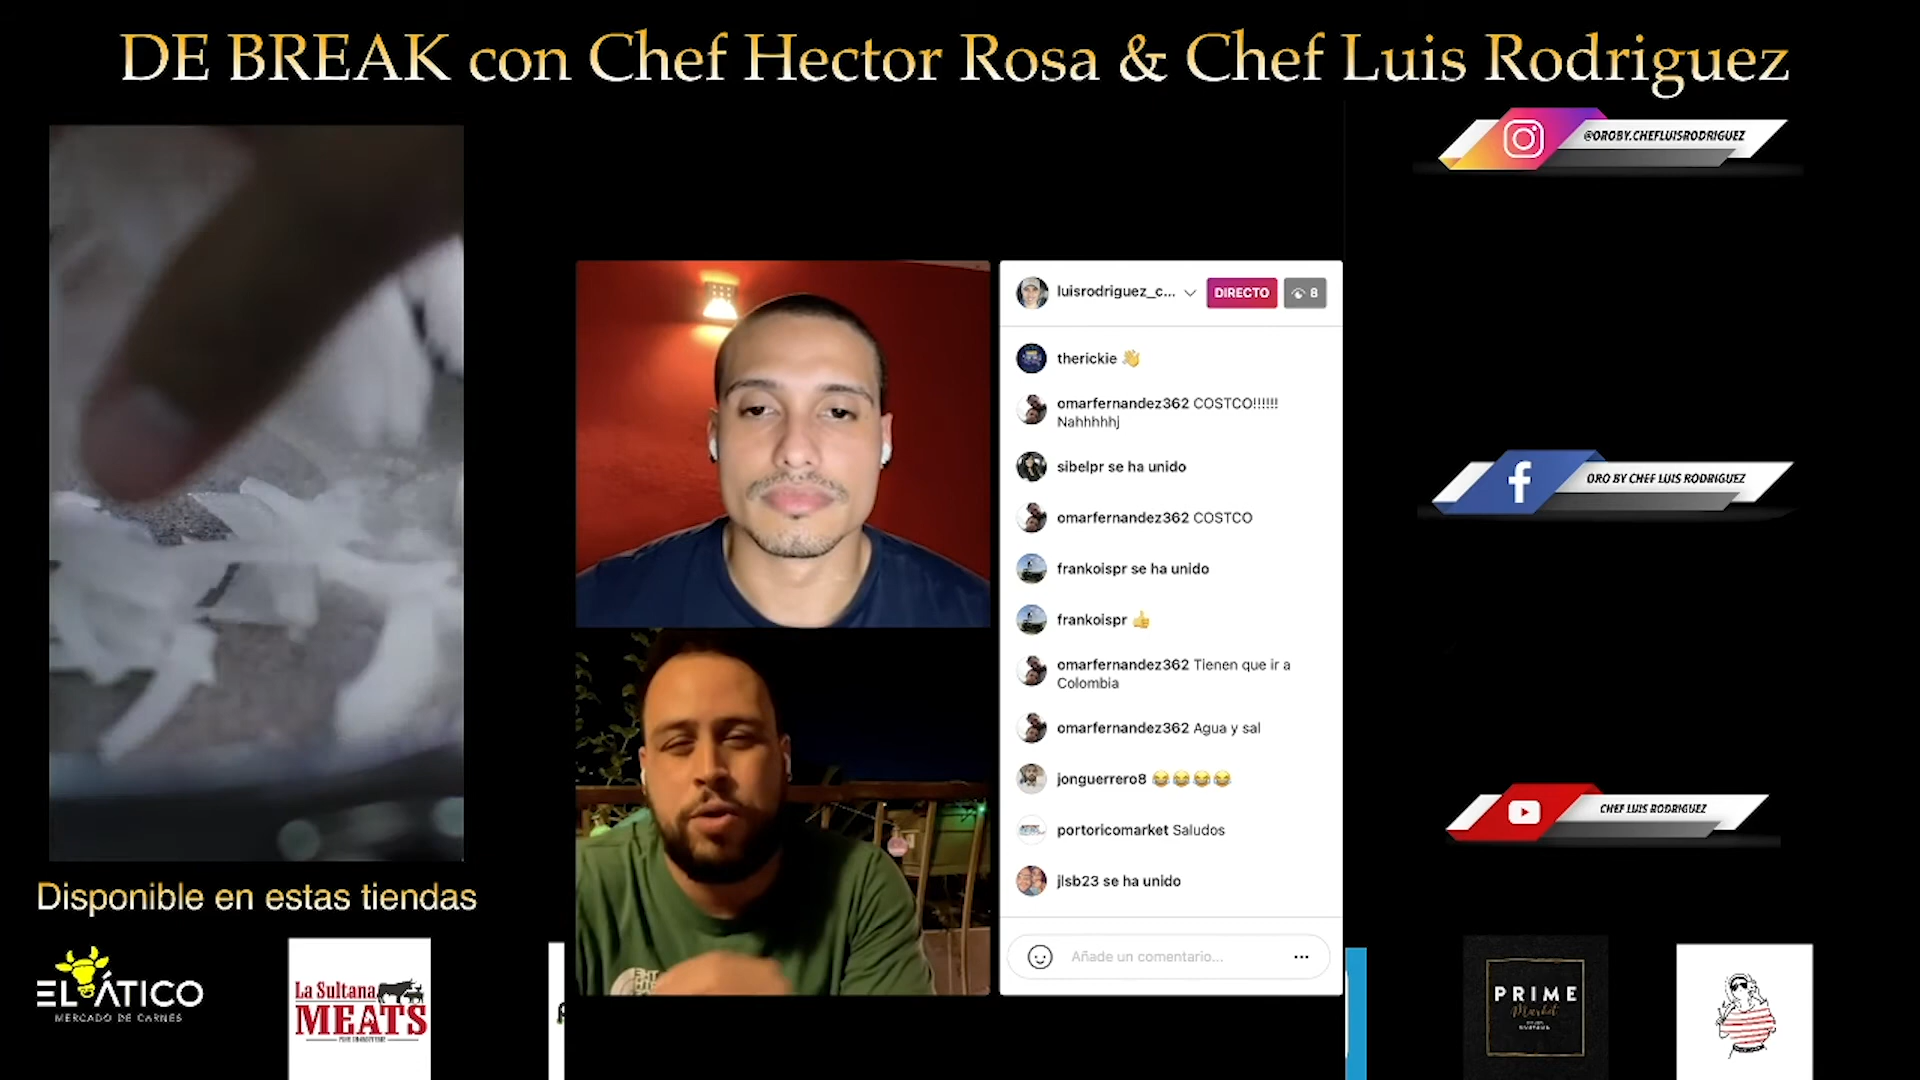 DE BREAK con Chef Hector Rosa & Chef Luis Rodriguez
@OROBY.CHEFLUISRODRIGUEZ
luisrodriguez_c... DIRECTO 8
therickie 👋
omarfernandez362 COSTCO!!!!!!
Nahhhhhj
sibelpr se ha unido
omarfernandez362 COSTCO
frankoispr se ha unido
frankoispr 👍
omarfernandez362 Tienen que ir a
Colombia
omarfernandez362 Agua y sal
jonguerrero8 😂😂😂😂
portoricomarket Saludos
jlsb23 se ha unido
Añade un comentario...
ORO BY CHEF LUIS RODRIGUEZ
CHEF LUIS RODRIGUEZ
Disponible en estas tiendas
EL ÁTICO
MERCADO DE CARNES
La Sultana
MEATS
PRIME
Market